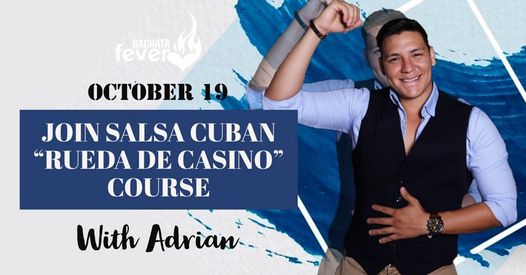 BACHATA
fever
OCTOBER 19
JOIN SALSA CUBAN
“RUEDA DE CASINO”
COURSE
With Adrian